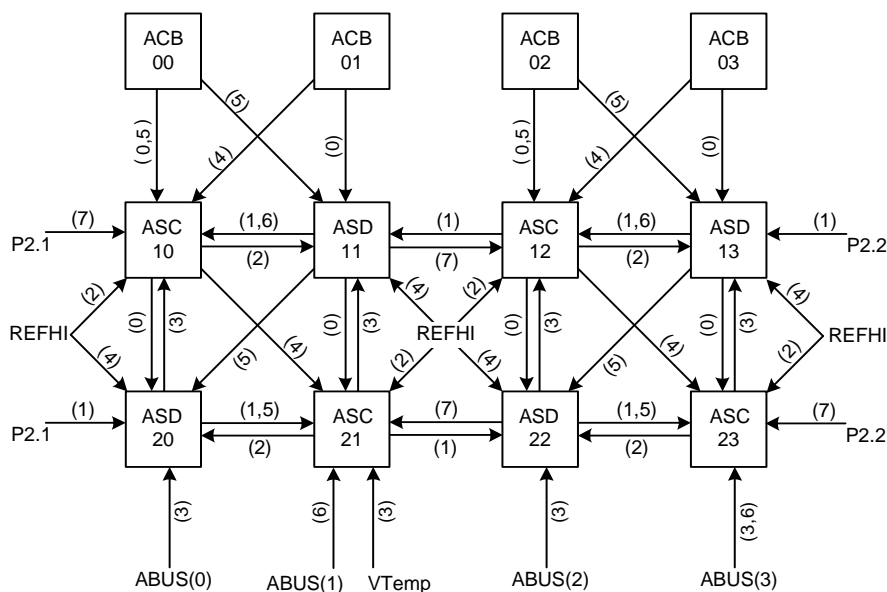 ACB
00
ACB
01
ACB
02
ACB
03
(0,5)
(5)
(4)
(0)
(0,5)
(5)
(4)
(0)
P2.1
(7)
ASC
10
(1,6)
(2)
ASD
11
(1)
(7)
ASC
12
(1,6)
(2)
ASD
13
(1)
P2.2
REFHI
(2)
(4)
(0)
(3)
(4)
(5)
(0)
(3)
(4)
(2)
REFHI
(2)
(4)
(0)
(3)
(4)
(5)
(0)
(3)
(4)
(2)
REFHI
P2.1
(1)
ASD
20
(1,5)
(2)
ASC
21
(7)
(1)
ASD
22
(1,5)
(2)
ASC
23
(7)
P2.2
(3)
(6)
(3)
(3)
(3,6)
ABUS(0)
ABUS(1)
VTemp
ABUS(2)
ABUS(3)